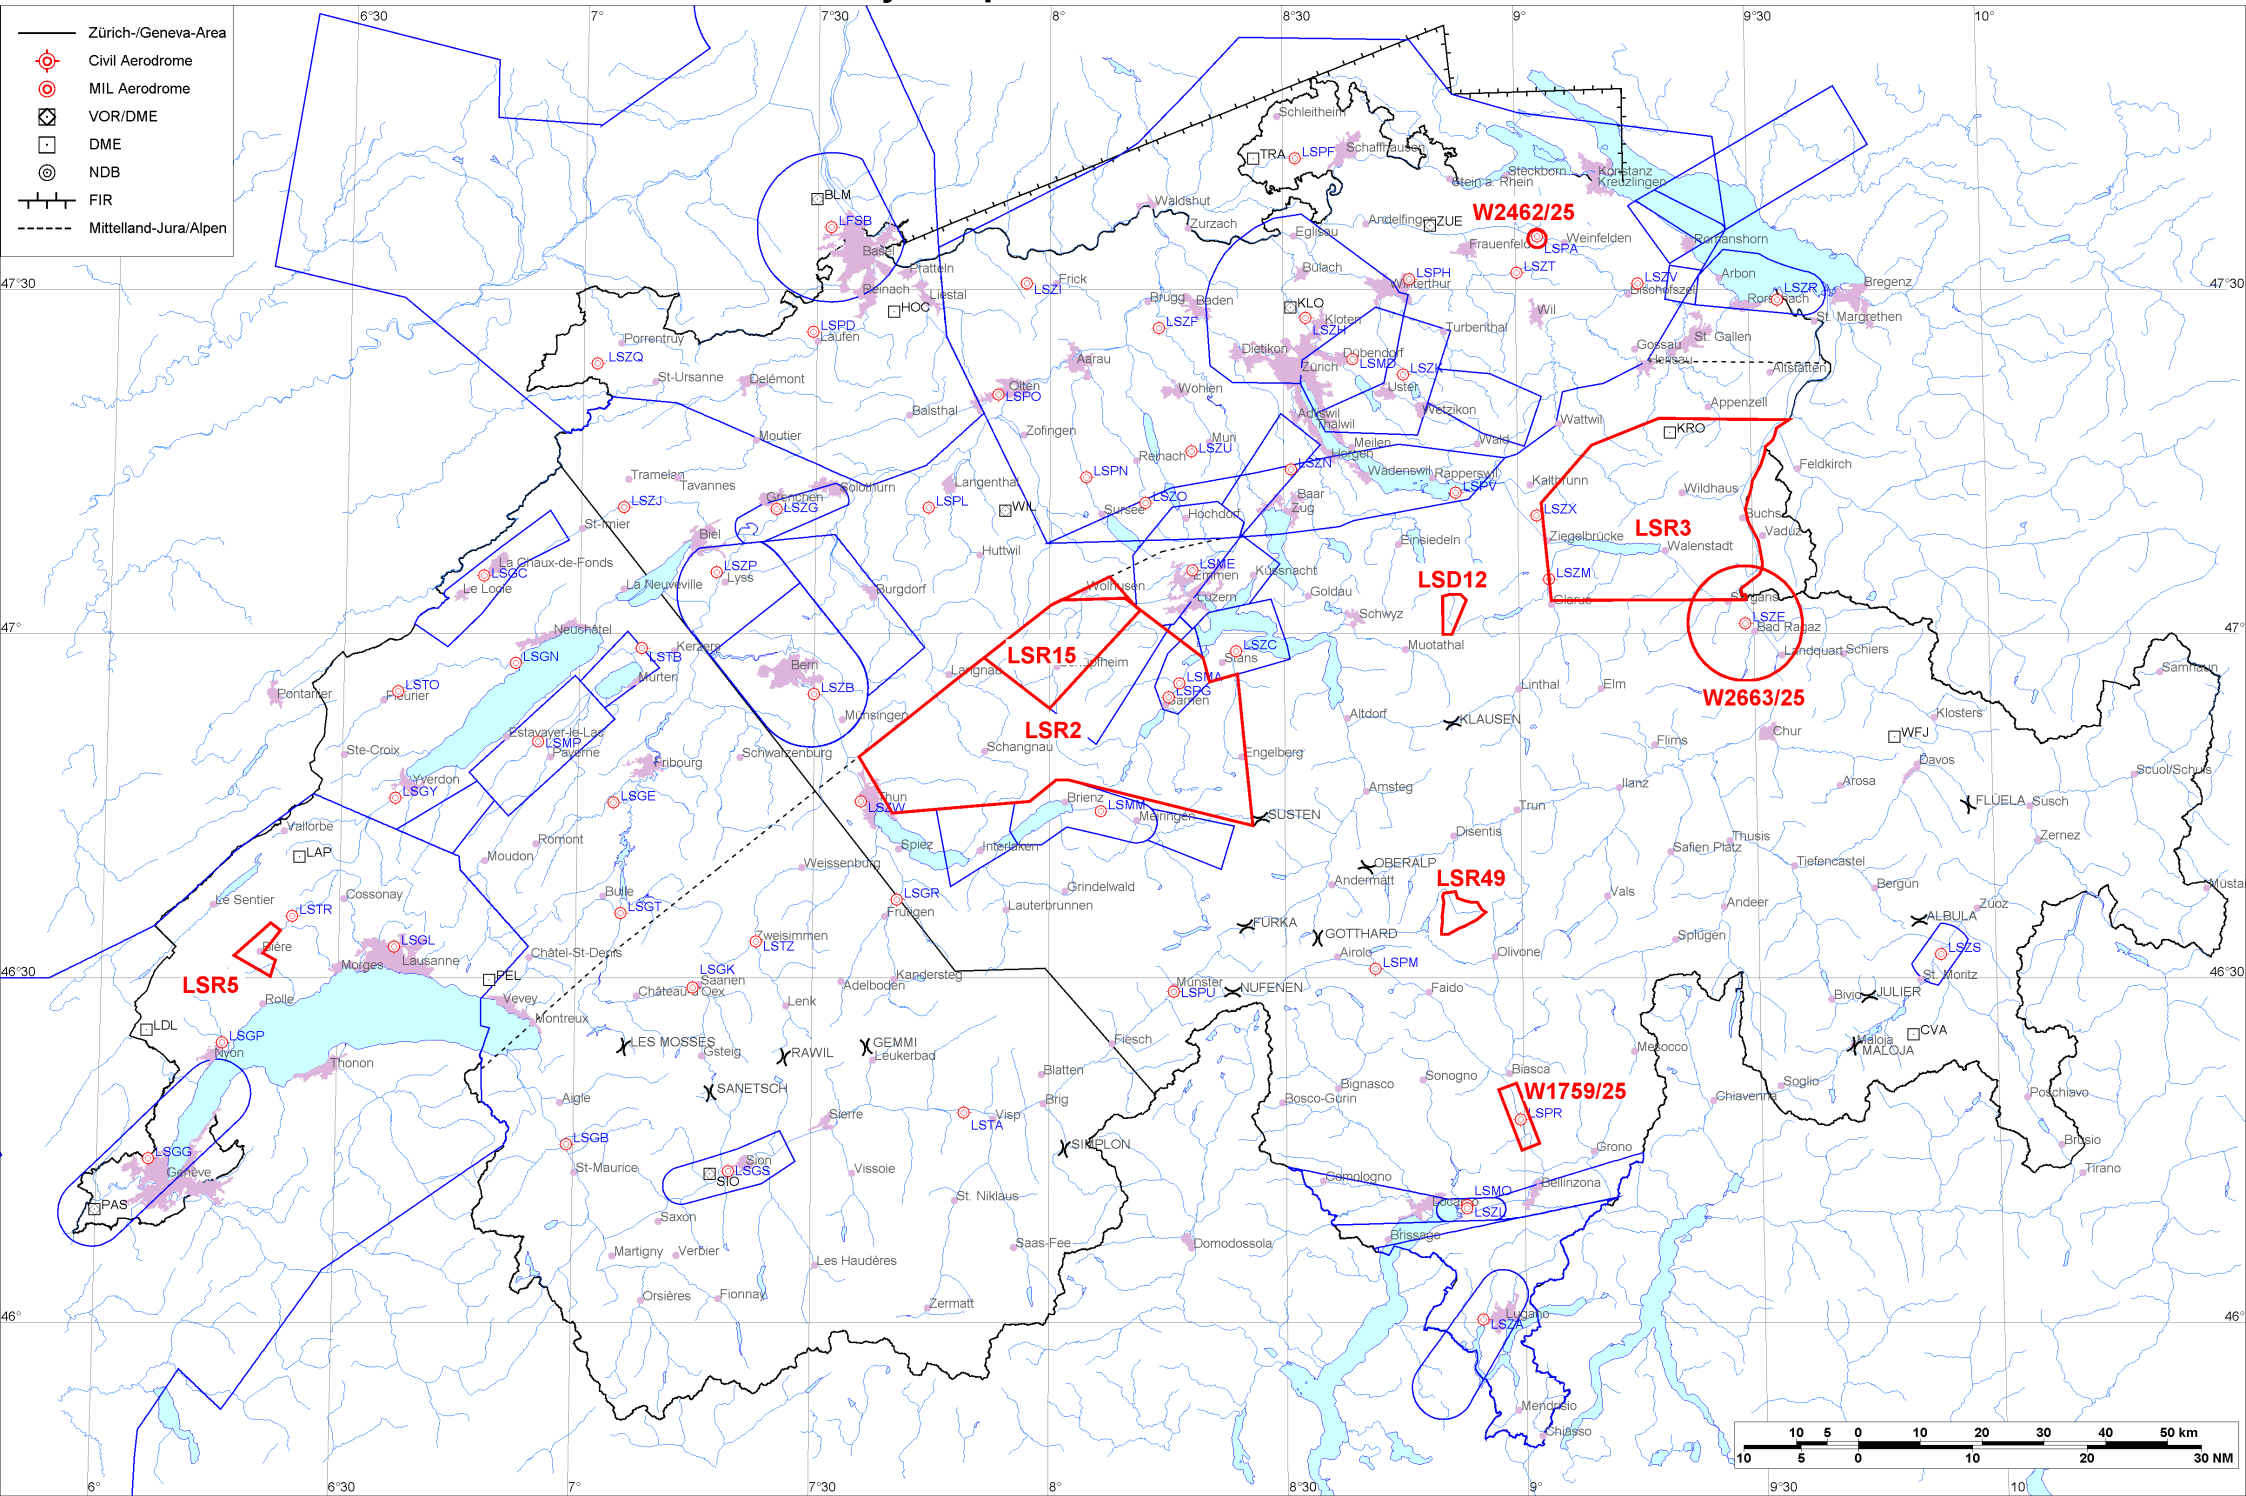 6°30
7°
7°30
8°
8°30
9°
9°30
10°
Zürich-/Geneva-Area
Civil Aerodrome
MIL Aerodrome
VOR/DME
DME
NDB
FIR
Mittelland-Jura/Alpen
Schleitheim
TRA
LSPF
Schaffhausen
Steckborn
Stein a. Rhein
Konstanz
Kreuzlingen
BLM
LFSB
Basel
Waldshut
Zurzach
Eglisau
Andelfingen
ZUE
W2462/25
LSPA
Weinfelden
Frauenfeld
Romanshorn
Pratteln
Reinach
Liestal
HOC
LSZI
Frick
Bülach
LSPH
Winterthur
LSZT
LSZV
Bischofszell
Arbon
LSZR
Rorschach
Bregenz
47°30
47°30
St. Margrethen
Brugg
Baden
KLO
Kloten
LSZH
LSZF
Turbenthal
Wil
St. Gallen
Gossau
Herisau
Altstätten
LSPD
Laufen
Porrentruy
LSZQ
St-Ursanne
Delémont
Aarau
Dietikon
Zürich
Dübendorf
LSMD
LSZK
Uster
Wetzikon
Olten
LSPO
Balsthal
Wohlen
Adliswil
Thalwil
Appenzell
Wattwil
KRO
Moutier
Zofingen
Muri
LSZU
Reinach
Meilen
Horgen
Wald
Tramelan
Tavannes
LSPN
LSZN
Wädenswil
Rapperswil
LSPV
Kaltbrunn
Feldkirch
Wildhaus
LSZJ
Grenchen
LSZG
Solothurn
LSPL
Langenthal
WIL
Sursee
LSZO
Hochdorf
Baar
Zug
LSZX
LSR3
Buchs
Vaduz
St-Imier
Biel
Huttwil
Einsiedeln
Ziegelbrücke
Walenstadt
La Chaux-de-Fonds
LSGC
Le Locle
La Neuveville
LSZP
Lyss
Burgdorf
Wolhusen
LSME
Emmen
Luzern
Küssnacht
Goldau
LSD12
LSZM
Glarus
Sargans
LSZE
Bad Ragaz
Schwyz
Muotathal
47°
47°
Neuchâtel
LSGN
LSTB
Kerzers
Murten
Bern
LSZB
Langnau
LSR15
LSZC
Stans
LSMA
LSPG
Sarnen
Landquart
Schiers
W2663/25
Samnaun
Pontarlier
LSTO
Fleurier
Münsingen
LSR2
Schangnau
Engelberg
Altdorf
Linthal
Elm
KLAUSEN
Flims
Chur
Klosters
WFJ
Davos
Ste-Croix
Estavayer-le-Lac
LSMP
Payerne
Fribourg
Schwarzenburg
Yverdon
LSGY
LSGE
Thun
LSZW
Brienz
LSMM
Meiringen
SUSTEN
Amsteg
Trun
Ilanz
Arosa
Scuol/Schuls
FLÜELA
Susch
Zernez
Vallorbe
LAP
Romont
Moudon
Spiez
Interlaken
Weissenburg
Disentis
Safien Platz
Thusis
Tiefencastel
OBERALP
Andermatt
LSR49
Vals
Andeer
Bergün
Müstair
Le Sentier
Cossonay
LSTR
Bulle
LSGT
LSGR
Frutigen
Grindelwald
Lauterbrunnen
FURKA
GOTTHARD
ALBULA
Zuoz
LSZS
St. Moritz
Bière
LSR5
LSGL
Lausanne
Morges
Châtel-St-Denis
Zweisimmen
LSTZ
Airolo
LSPM
Olivone
Splügen
46°30
46°30
PEL
Vevey
LSGK
Saanen
Château-d'Oex
Adelboden
Kandersteg
Münster
LSPU
NUFENEN
Faido
Bivio
JULIER
Rolle
Montreux
Lenk
LDL
LSGP
Nyon
Thonon
LES MOSSES
Gsteig
RAWIL
GEMMI
Leukerbad
Fiesch
Mesocco
Maloja
MALOJA
CVA
Blatten
Biasca
Sonogno
Bignasco
W1759/25
LSPR
SANETSCH
Aigle
Sierre
LSTA
Visp
Brig
Bosco-Gurin
Chiavenna
Soglio
Poschiavo
LSGB
SIMPLON
Grono
Brusio
Tirano
LSGG
Genève
St-Maurice
Sion
LSGS
SIO
Vissoie
Comologno
LSMO
Bellinzona
PAS
Locarno
LSZL
St. Niklaus
Saxon
Brissago
Martigny
Verbier
Les Haudères
Saas-Fee
Domodossola
Orsières
Fionnay
Zermatt
46°
46°
Lugano
LSZA
Mendrisio
Chiasso
10 5 0 10 20 30 40 50 km
10 5 0 10 20 30 NM
6°
6°30
7°
7°30
8°
8°30
9°
9°30
10